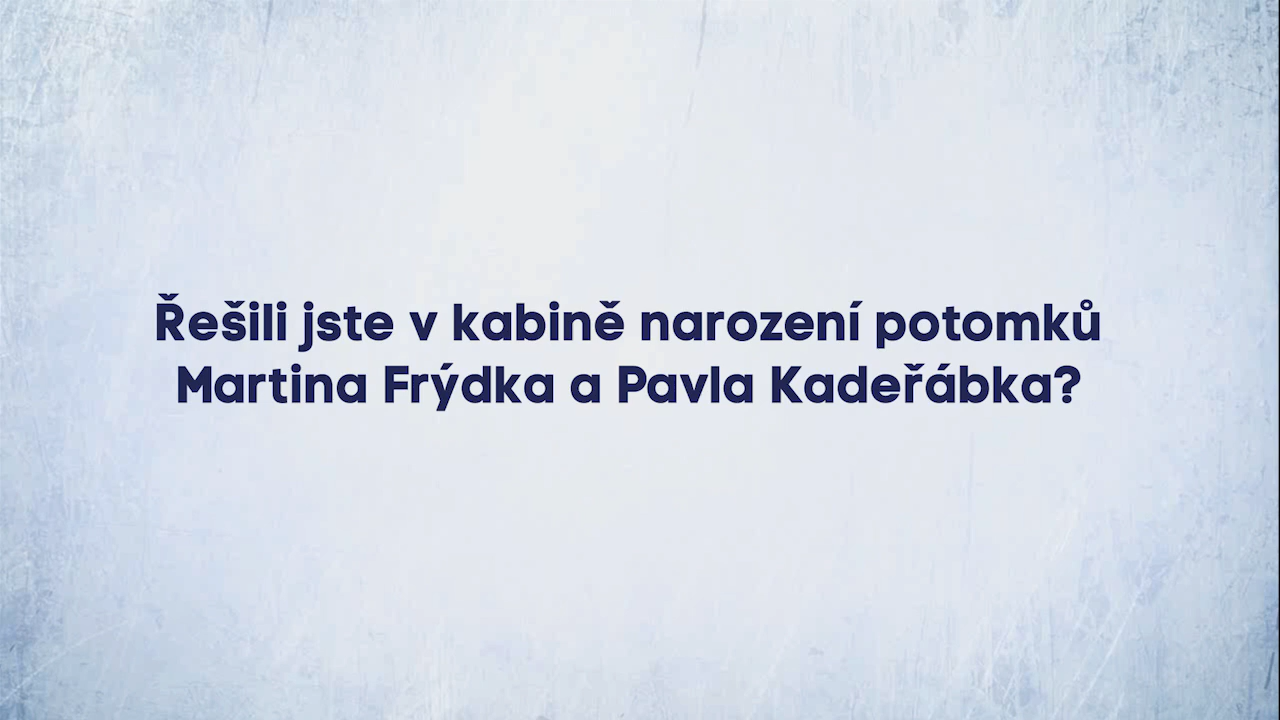 Řešili jste v kabině narození potomků
Martina Frýdka a Pavla Kadeřábka?